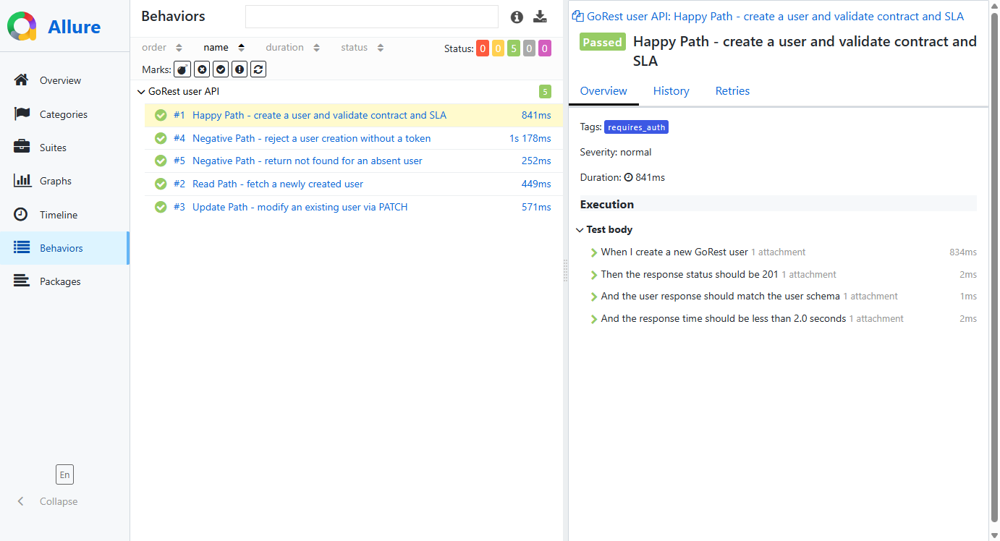 Allure
Overview
Categories
Suites
Graphs
Timeline
Behaviors
Packages
En
Collapse
Behaviors
order name duration status Status: 0 0 5 0 0
Marks:
GoRest user API 5
#1 Happy Path - create a user and validate contract and SLA 841ms
#4 Negative Path - reject a user creation without a token 1s 178ms
#5 Negative Path - return not found for an absent user 252ms
#2 Read Path - fetch a newly created user 449ms
#3 Update Path - modify an existing user via PATCH 571ms
GoRest user API: Happy Path - create a user and validate contract and SLA
Passed Happy Path - create a user and validate contract and
SLA
Overview History Retries
Tags: requires_auth
Severity: normal
Duration: 841ms
Execution
Test body
When I create a new GoRest user 1 attachment 834ms
Then the response status should be 201 1 attachment 2ms
And the user response should match the user schema 1 attachment 1ms
And the response time should be less than 2.0 seconds 1 attachment 2ms